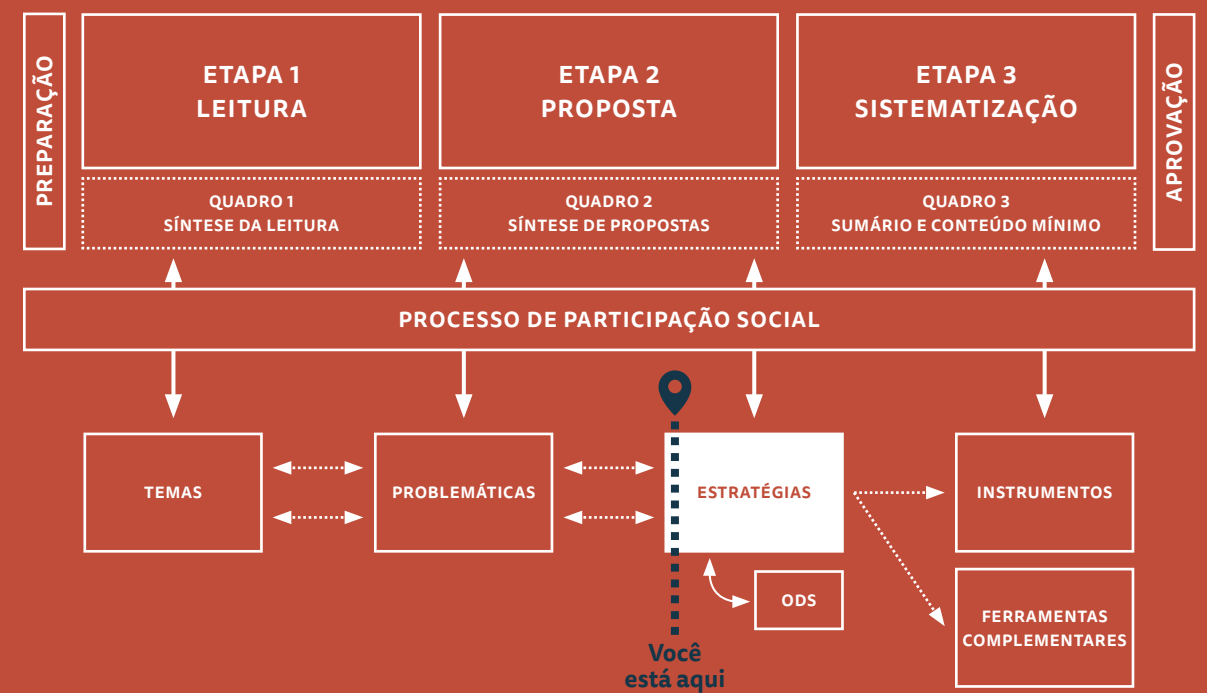 PREPARAÇÃO
ETAPA 1
LEITURA
ETAPA 2
PROPOSTA
ETAPA 3
SISTEMATIZAÇÃO
APROVAÇÃO
QUADRO 1
SÍNTESE DA LEITURA
QUADRO 2
SÍNTESE DE PROPOSTAS
QUADRO 3
SUMÁRIO E CONTEÚDO MÍNIMO
PROCESSO DE PARTICIPAÇÃO SOCIAL
TEMAS
PROBLEMÁTICAS
ESTRATÉGIAS
INSTRUMENTOS
ODS
FERRAMENTAS
COMPLEMENTARES
Você
está aqui